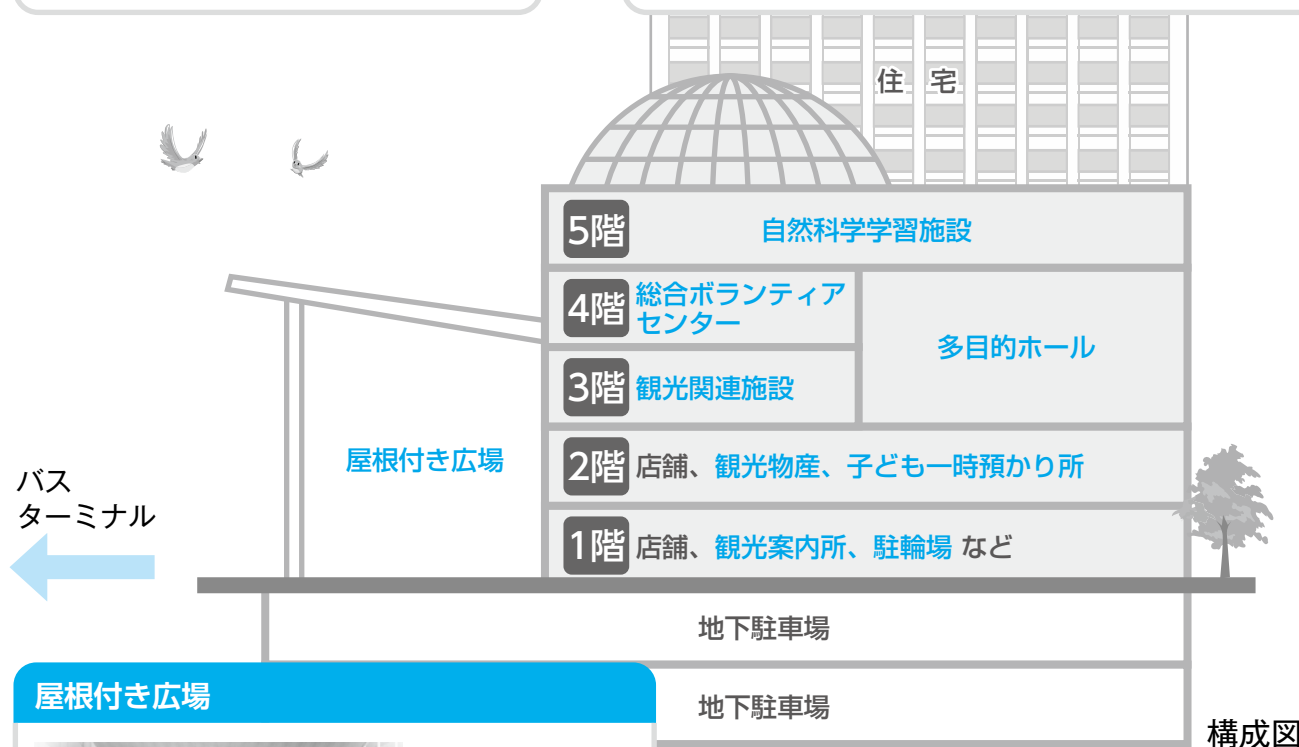 住 宅
5階 自然科学学習施設
4階 総合ボランティア
センター
多目的ホール
3階 観光関連施設
屋根付き広場
2階 店舗、観光物産、子ども一時預かり所
バス
ターミナル
1階 店舗、観光案内所、駐輪場 など
地下駐車場
屋根付き広場
地下駐車場
構成図